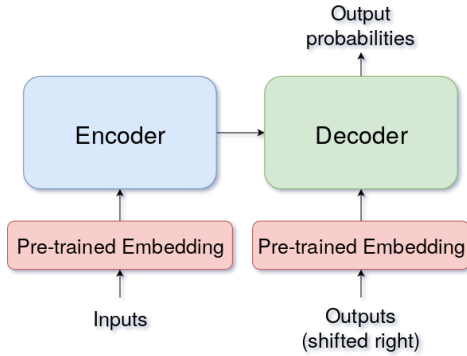 Output
probabilities
Encoder
Decoder
Pre-trained Embedding
Pre-trained Embedding
Inputs
Outputs
(shifted right)